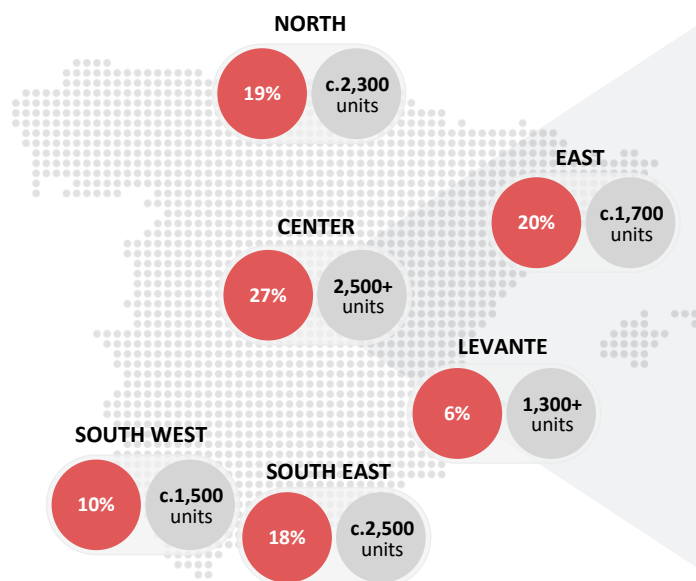 NORTH
19%
c.2,300
units
EAST
20%
c.1,700
units
CENTER
27%
2,500+
units
LEVANTE
6%
1,300+
units
SOUTH WEST
10%
c.1,500
units
SOUTH EAST
18%
c.2,500
units